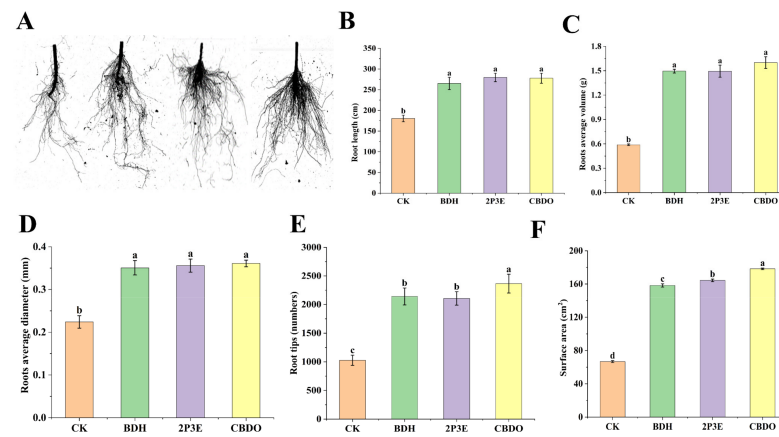 A
B
Root length (cm)
350
300
250
200
150
100
50
0
b
a
a
a
CK
BDH
2P3E
CBDO
C
Roots average volume (g)
1.8
1.5
1.2
0.9
0.6
0.3
0.0
b
a
a
a
CK
BDH
2P3E
CBDO
D
Roots average diameter (mm)
0.4
0.3
0.2
0.1
0.0
b
a
a
a
CK
BDH
2P3E
CBDO
E
Root tips (numbers)
3000
2500
2000
1500
1000
500
0
c
b
b
a
CK
BDH
2P3E
CBDO
F
Surface area (cm²)
200
160
120
80
40
0
d
c
b
a
CK
BDH
2P3E
CBDO